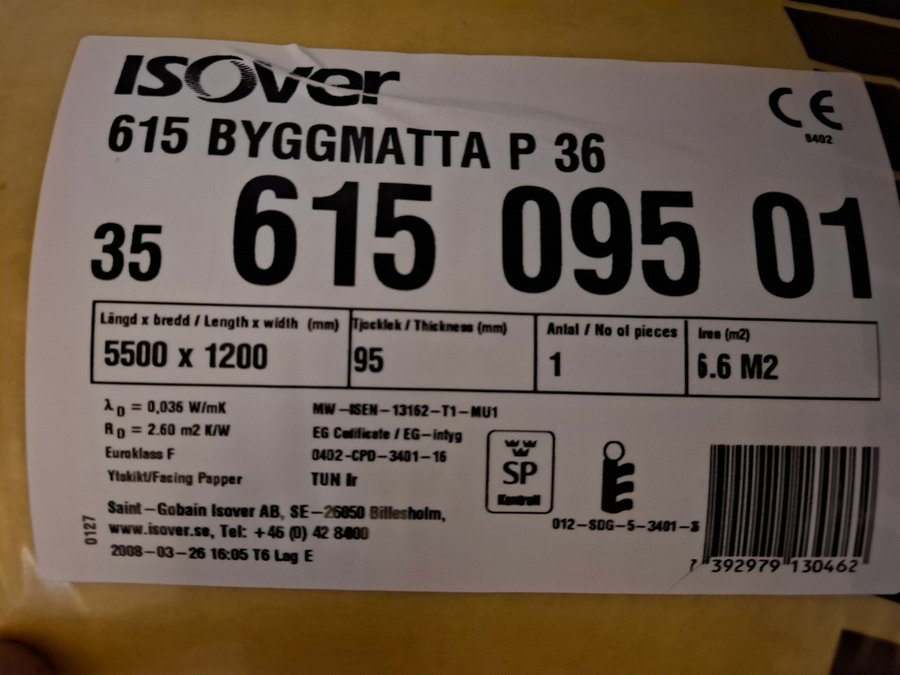 ISOver
CE
0402
615 BYGGMATTA P 36
35 615 095 01
Längd x bredd / Length x width (mm)
5500 x 1200
Tjocklek / Thickness (mm)
95
Antal / No of pieces
1
Area (m2)
6.6 M2
λD = 0,036 W/mK
RD = 2.60 m2 K/W
Euroklass F
Ytskikt/Facing Papper
MW-ISEN-13162-T1-MU1
EG Cutificate / EG-intyg
0402-CPD-3401-16
TUN Ir
SP
Kontroll
012-SDG-5-3401-3
Saint-Gobain Isover AB, SE-26050 Billesholm,
www.isover.se, Tel: +46 (0) 42 84000
2008-03-26 16:05 T6 Lag E
0127
7 392979 130462